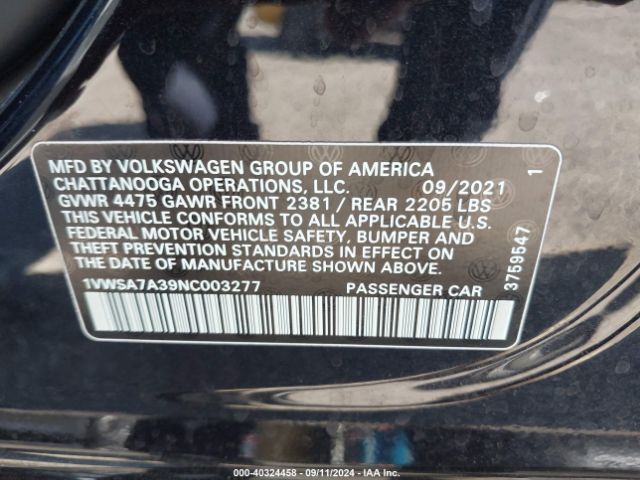 MFD BY VOLKSWAGEN GROUP OF AMERICA
CHATTANOOGA OPERATIONS, LLC. 09/2021
GVWR 4475 GAWR FRONT 2381 / REAR 2205 LBS
THIS VEHICLE CONFORMS TO ALL APPLICABLE U.S.
FEDERAL MOTOR VEHICLE SAFETY, BUMPER AND
THEFT PREVENTION STANDARDS IN EFFECT ON
THE DATE OF MANUFACTURE SHOWN ABOVE.
1VWSA7A39NC003277 PASSENGER CAR
1
3759547
000-40324458 - 09/11/2024 - IAA Inc.